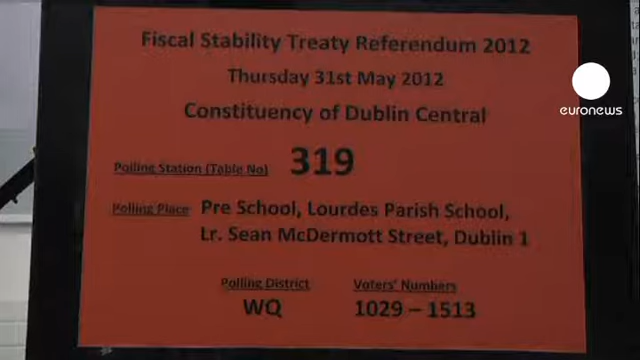 Fiscal Stability Treaty Referendum 2012
Thursday 31st May 2012
Constituency of Dublin Central
Polling Station (Table No) 319
Polling Place Pre School, Lourdes Parish School,
Lr. Sean McDermott Street, Dublin 1
Polling District Voters' Numbers
WQ 1029 – 1513
euronews